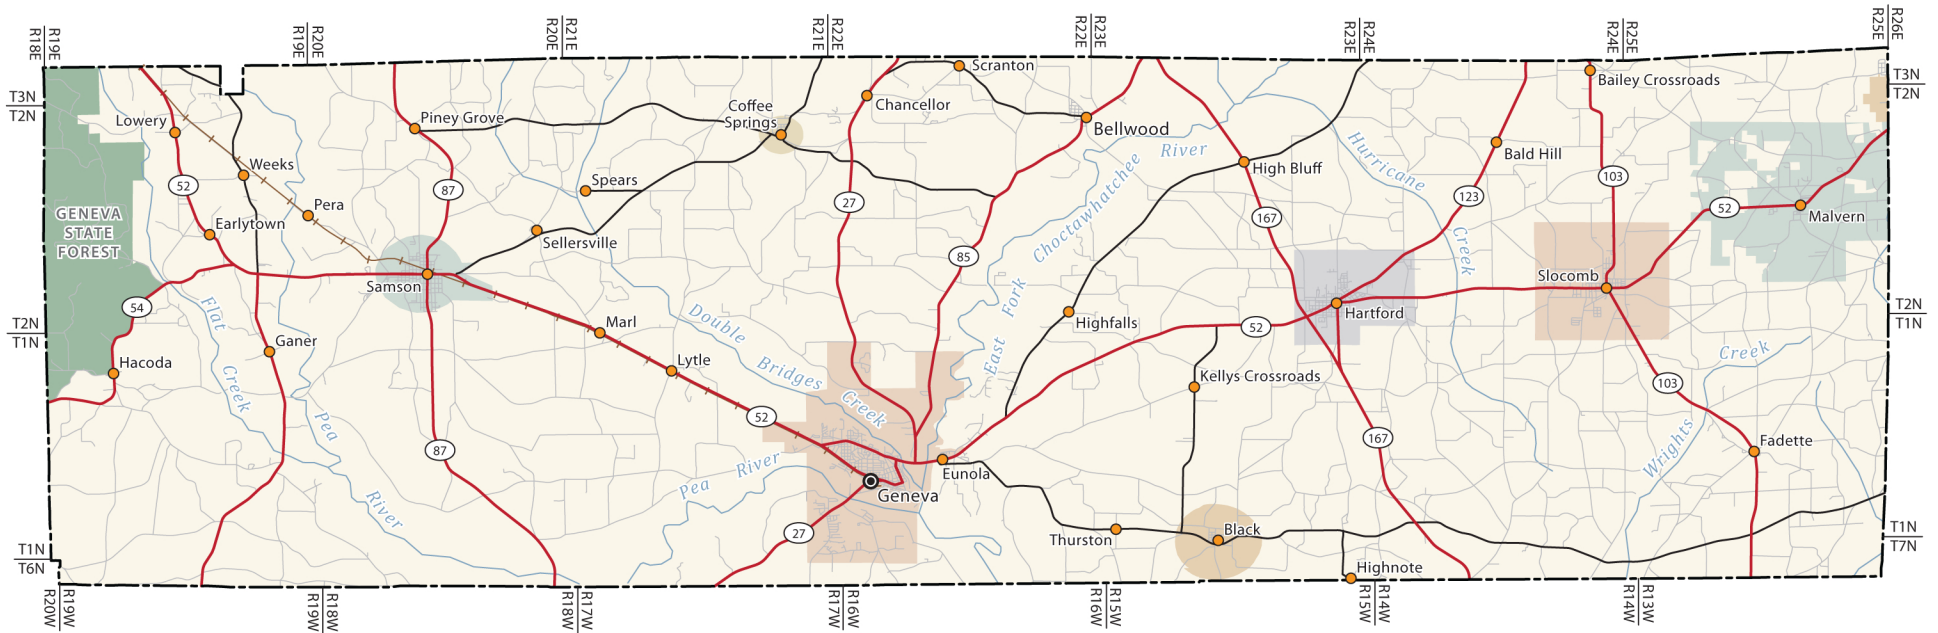 R18E
R19E
R19E
R20E
R20E
R21E
R21E
R22E
R22E
R23E
R23E
R24E
R24E
R25E
R25E
R26E
T3N
T2N
T3N
T2N
Scranton
Bailey Crossroads
Chancellor
Lowery
Piney Grove
Coffee
Springs
Bellwood
River
Hurricane
Bald Hill
Weeks
High Bluff
Spears
52
87
123
103
Pera
27
52
Malvern
GENEVA
STATE
FOREST
Earlytown
Sellersville
167
Choctawhatchee
Creek
85
Samson
Slocomb
54
Flat
Double
Marl
Fork
Highfalls
52
Hartford
T2N
T1N
T2N
T1N
Ganer
East
Creek
Hacoda
Lytle
Bridges
Kellys Crossroads
103
Creek
Creek
52
Pea
87
167
Fadette
Wrights
Pea
River
Eunola
Geneva
River
27
Thurston
Black
T1N
T7N
T1N
T6N
Highnote
R20W
R19W
R19W
R18W
R18W
R17W
R17W
R16W
R16W
R15W
R15W
R14W
R14W
R13W